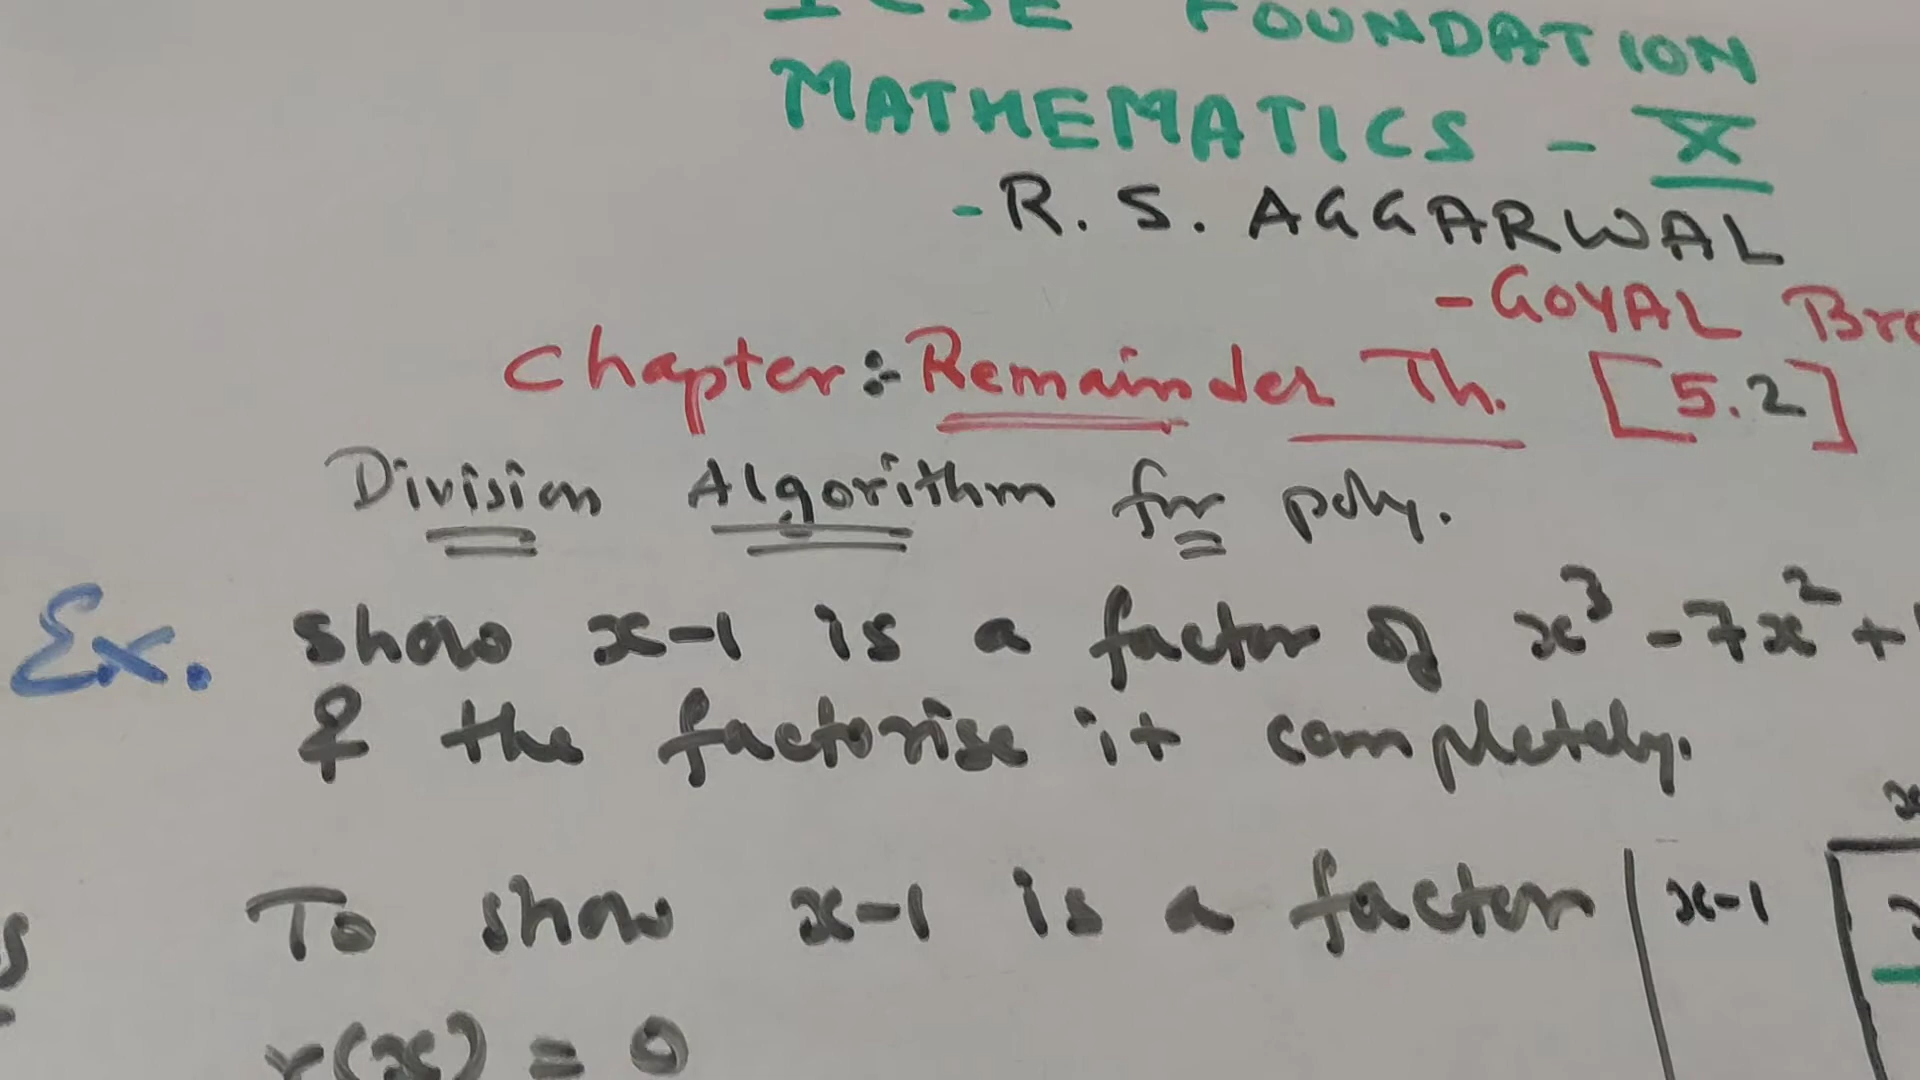 ICSE FOUNDATION
MATHEMATICS - X
- R. S. AGGARWAL
- GOYAL Bro
Chapter :- Remainder Th. [5.2]
Division Algorithm for poly.
Ex. Show x-1 is a factor of x³ - 7x² +
& the factorise it completely.
To show x-1 is a factor
x-1
r(x) = 0